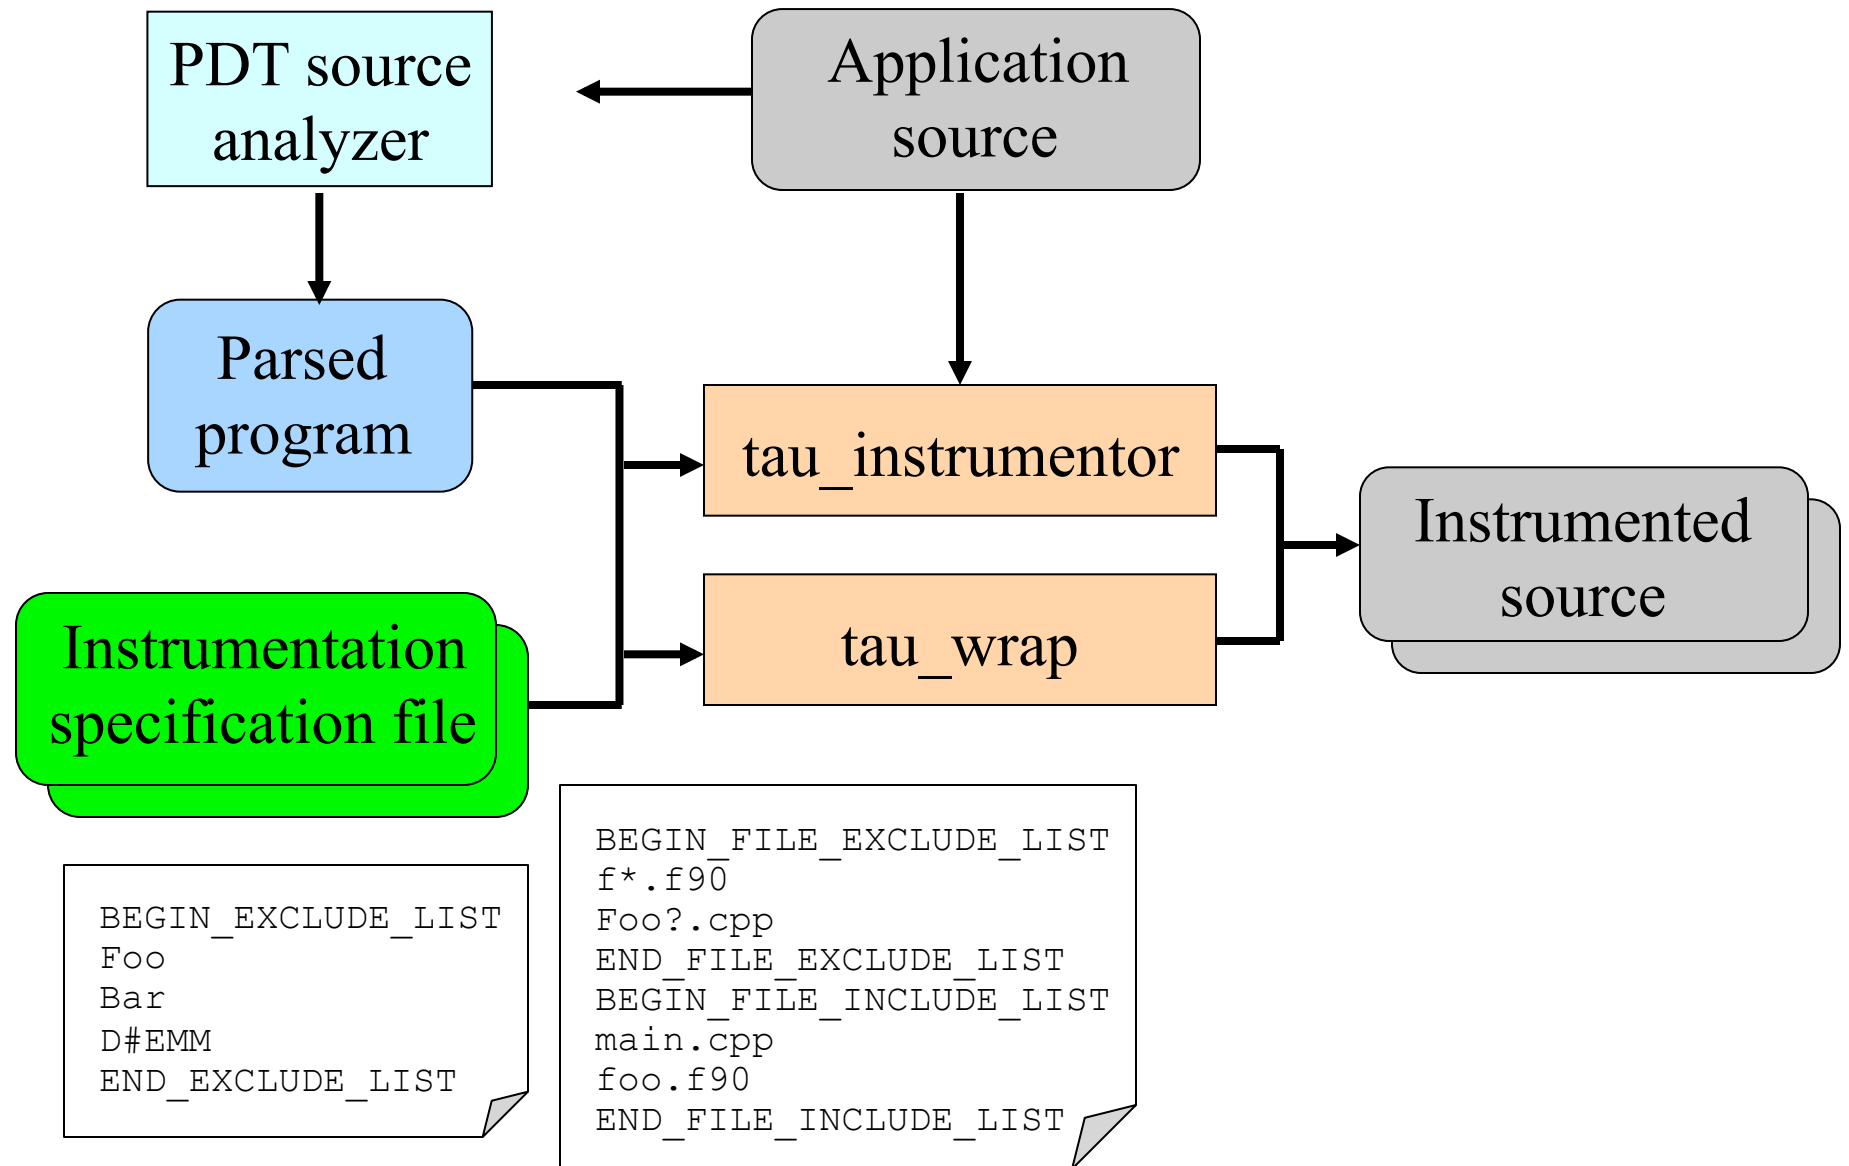 PDT source
analyzer
Application
source
Parsed
program
tau_instrumentor
Instrumented
source
Instrumentation
specification file
tau_wrap
BEGIN_EXCLUDE_LIST
Foo
Bar
D#EMM
END_EXCLUDE_LIST
BEGIN_FILE_EXCLUDE_LIST
f*.f90
Foo?.cpp
END_FILE_EXCLUDE_LIST
BEGIN_FILE_INCLUDE_LIST
main.cpp
foo.f90
END_FILE_INCLUDE_LIST